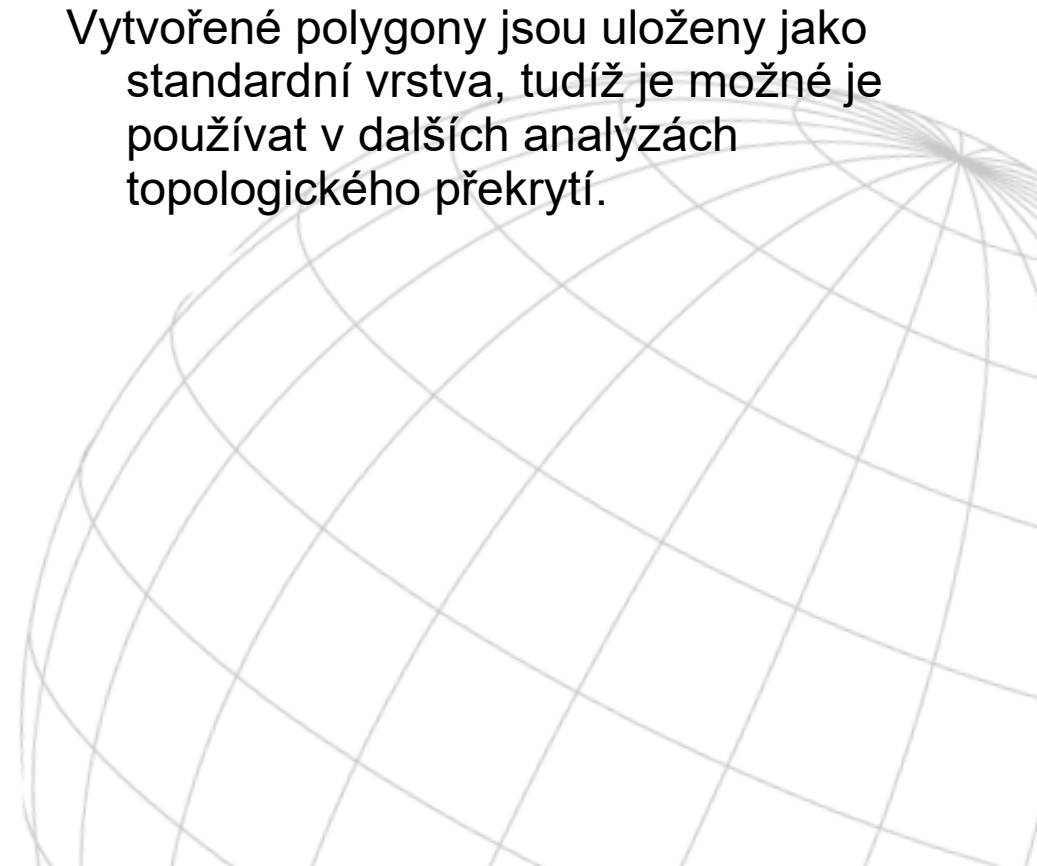 Vytvořené polygony jsou uloženy jako
standardní vrstva, tudíž je možné je
používat v dalších analýzách
topologického překrytí.